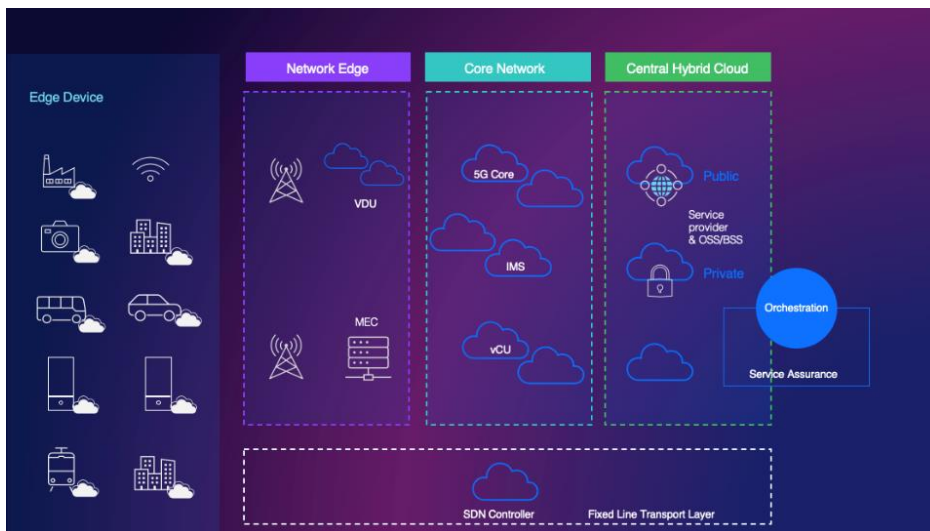 Network Edge
Core Network
Central Hybrid Cloud
Edge Device
VDU
5G Core
Public
Service
provider
& OSS/BSS
IMS
Private
Orchestration
MEC
vCU
Service Assurance
SDN Controller
Fixed Line Transport Layer